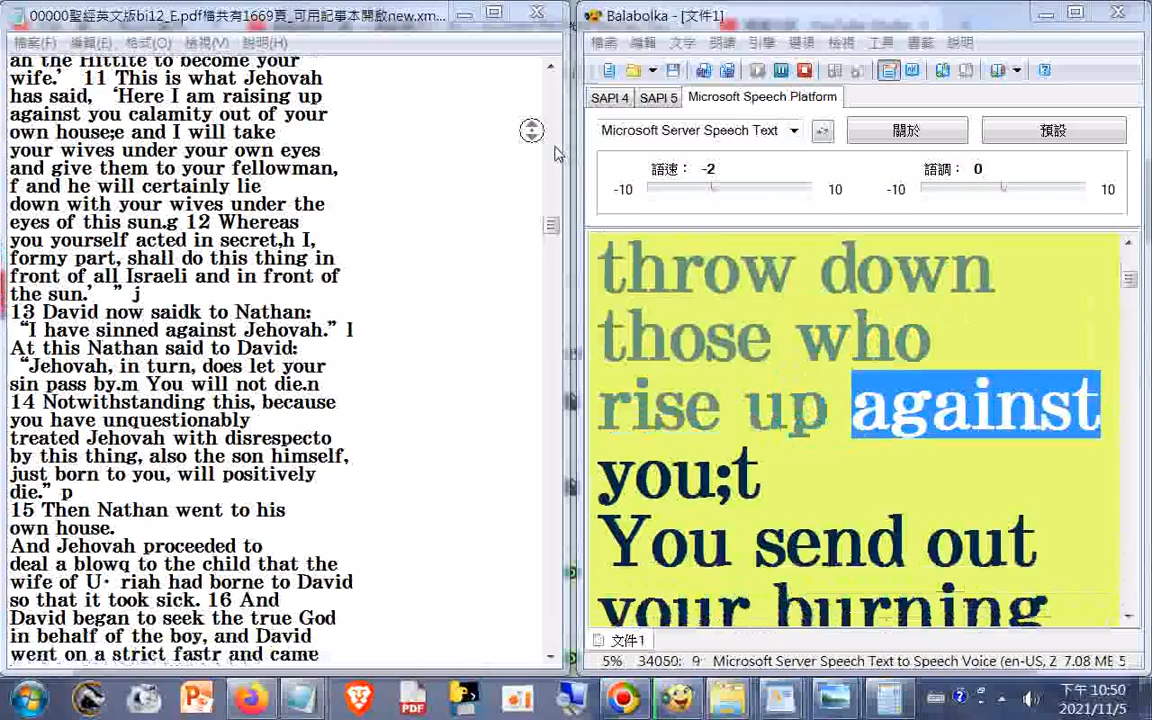 00000聖經英文版bi12_E.pdf檔共有1669頁_可用記事本開啟new.xm...
檔案(F) 編輯(E) 格式(O) 檢視(V) 說明(H)
an the Hittite to become your
wife.’ 11 This is what Jehovah
has said, ‘Here I am raising up
against you calamity out of your
own house;e and I will take
your wives under your own eyes
and give them to your fellowman,
f and he will certainly lie
down with your wives under the
eyes of this sun.g 12 Whereas
you yourself acted in secret,h I,
formy part, shall do this thing in
front of all Israeli and in front of
the sun.’ ” j
13 David now saidk to Nathan:
“I have sinned against Jehovah.” l
At this Nathan said to David:
“Jehovah, in turn, does let your
sin pass by.m You will not die.n
14 Notwithstanding this, because
you have unquestionably
treated Jehovah with disrespecto
by this thing, also the son himself,
just born to you, will positively
die.” p
15 Then Nathan went to his
own house.
And Jehovah proceeded to
deal a blowq to the child that the
wife of U· riah had borne to David
so that it took sick. 16 And
David began to seek the true God
in behalf of the boy, and David
went on a strict fastr and came
Balabolka - [文件1]
檔案 編輯 文字 朗讀 引擎 選項 檢視 工具 書籤 說明
SAPI 4 SAPI 5 Microsoft Speech Platform
Microsoft Server Speech Text 關於 預設
語速： -2 語調： 0
-10 10 -10 10
throw down
those who
rise up against
you;t
You send out
your burning
文件1
5% 34050: 9 Microsoft Server Speech Text to Speech Voice (en-US, Z 7.08 MB 5
PDF
下午 10:50
2021/11/5